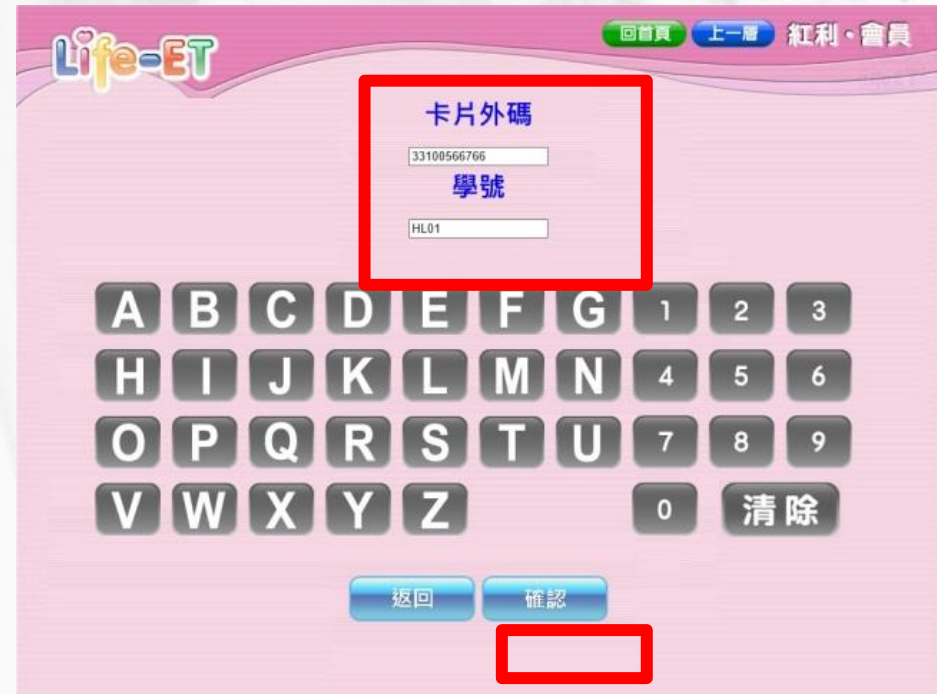 Life-ET
回首頁 上一層 紅利·會員
卡片外碼
33100566766
學號
HL01
A B C D E F G 1 2 3
H I J K L M N 4 5 6
O P Q R S T U 7 8 9
V W X Y Z 0 清除
返回 確認